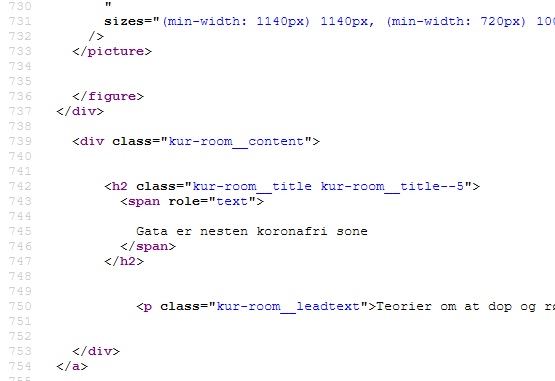 730 "
731 sizes="(min-width: 1140px) 1140px, (min-width: 720px)
732 />
733 </picture>
734
735
736 </figure>
737 </div>
738
739 <div class="kur-room__content">
740
741
742 <h2 class="kur-room__title kur-room__title--5">
743 <span role="text">
744
745 Gata er nesten koronafri sone
746 </span>
747 </h2>
748
749
750 <p class="kur-room__leadtext">Teorier om at dop og
751
752
753 </div>
754 </a>